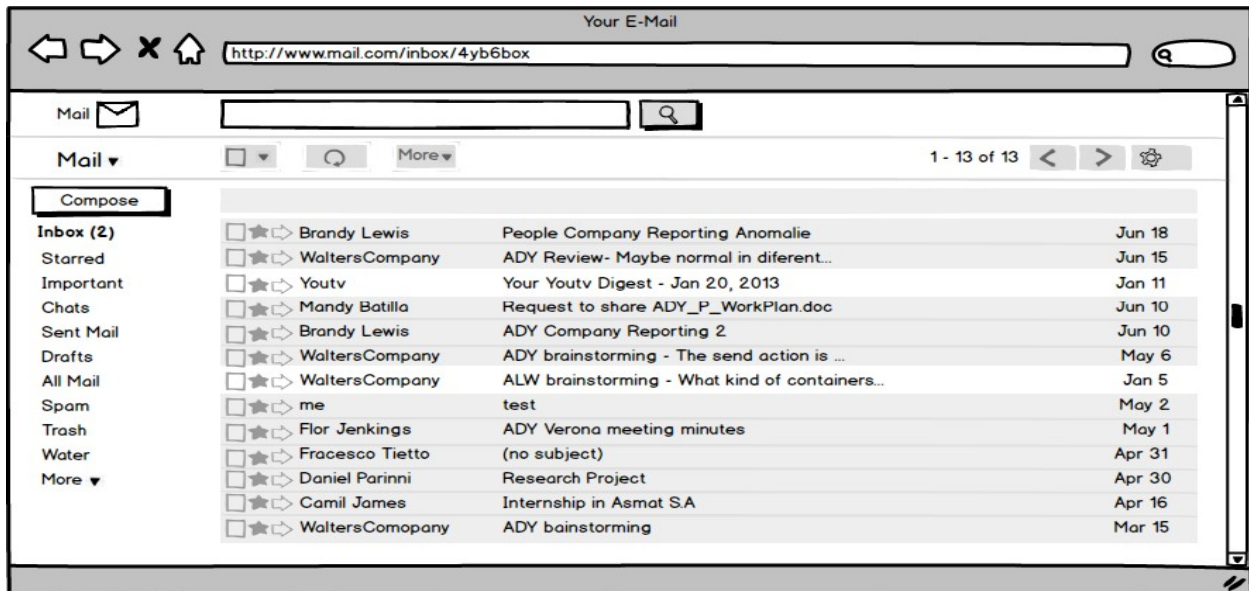 Your E-Mail
http://www.mail.com/inbox/4yb6box
Mail
Mail More 1 - 13 of 13
Compose
Inbox (2) Brandy Lewis People Company Reporting Anomalie Jun 18
Starred WaltersCompany ADY Review- Maybe normal in diferent... Jun 15
Important Youtv Your Youtv Digest - Jan 20, 2013 Jan 11
Chats Mandy Batilla Request to share ADY_P_WorkPlan.doc Jun 10
Sent Mail Brandy Lewis ADY Company Reporting 2 Jun 10
Drafts WaltersCompany ADY brainstorming - The send action is ... May 6
All Mail WaltersCompany ALW brainstorming - What kind of containers... Jan 5
Spam me test May 2
Trash Flor Jenkings ADY Verona meeting minutes May 1
Water Fracesco Tietto (no subject) Apr 31
More Daniel Parinni Research Project Apr 30
Camil James Internship in Asmat S.A Apr 16
WaltersComopany ADY bainstorming Mar 15